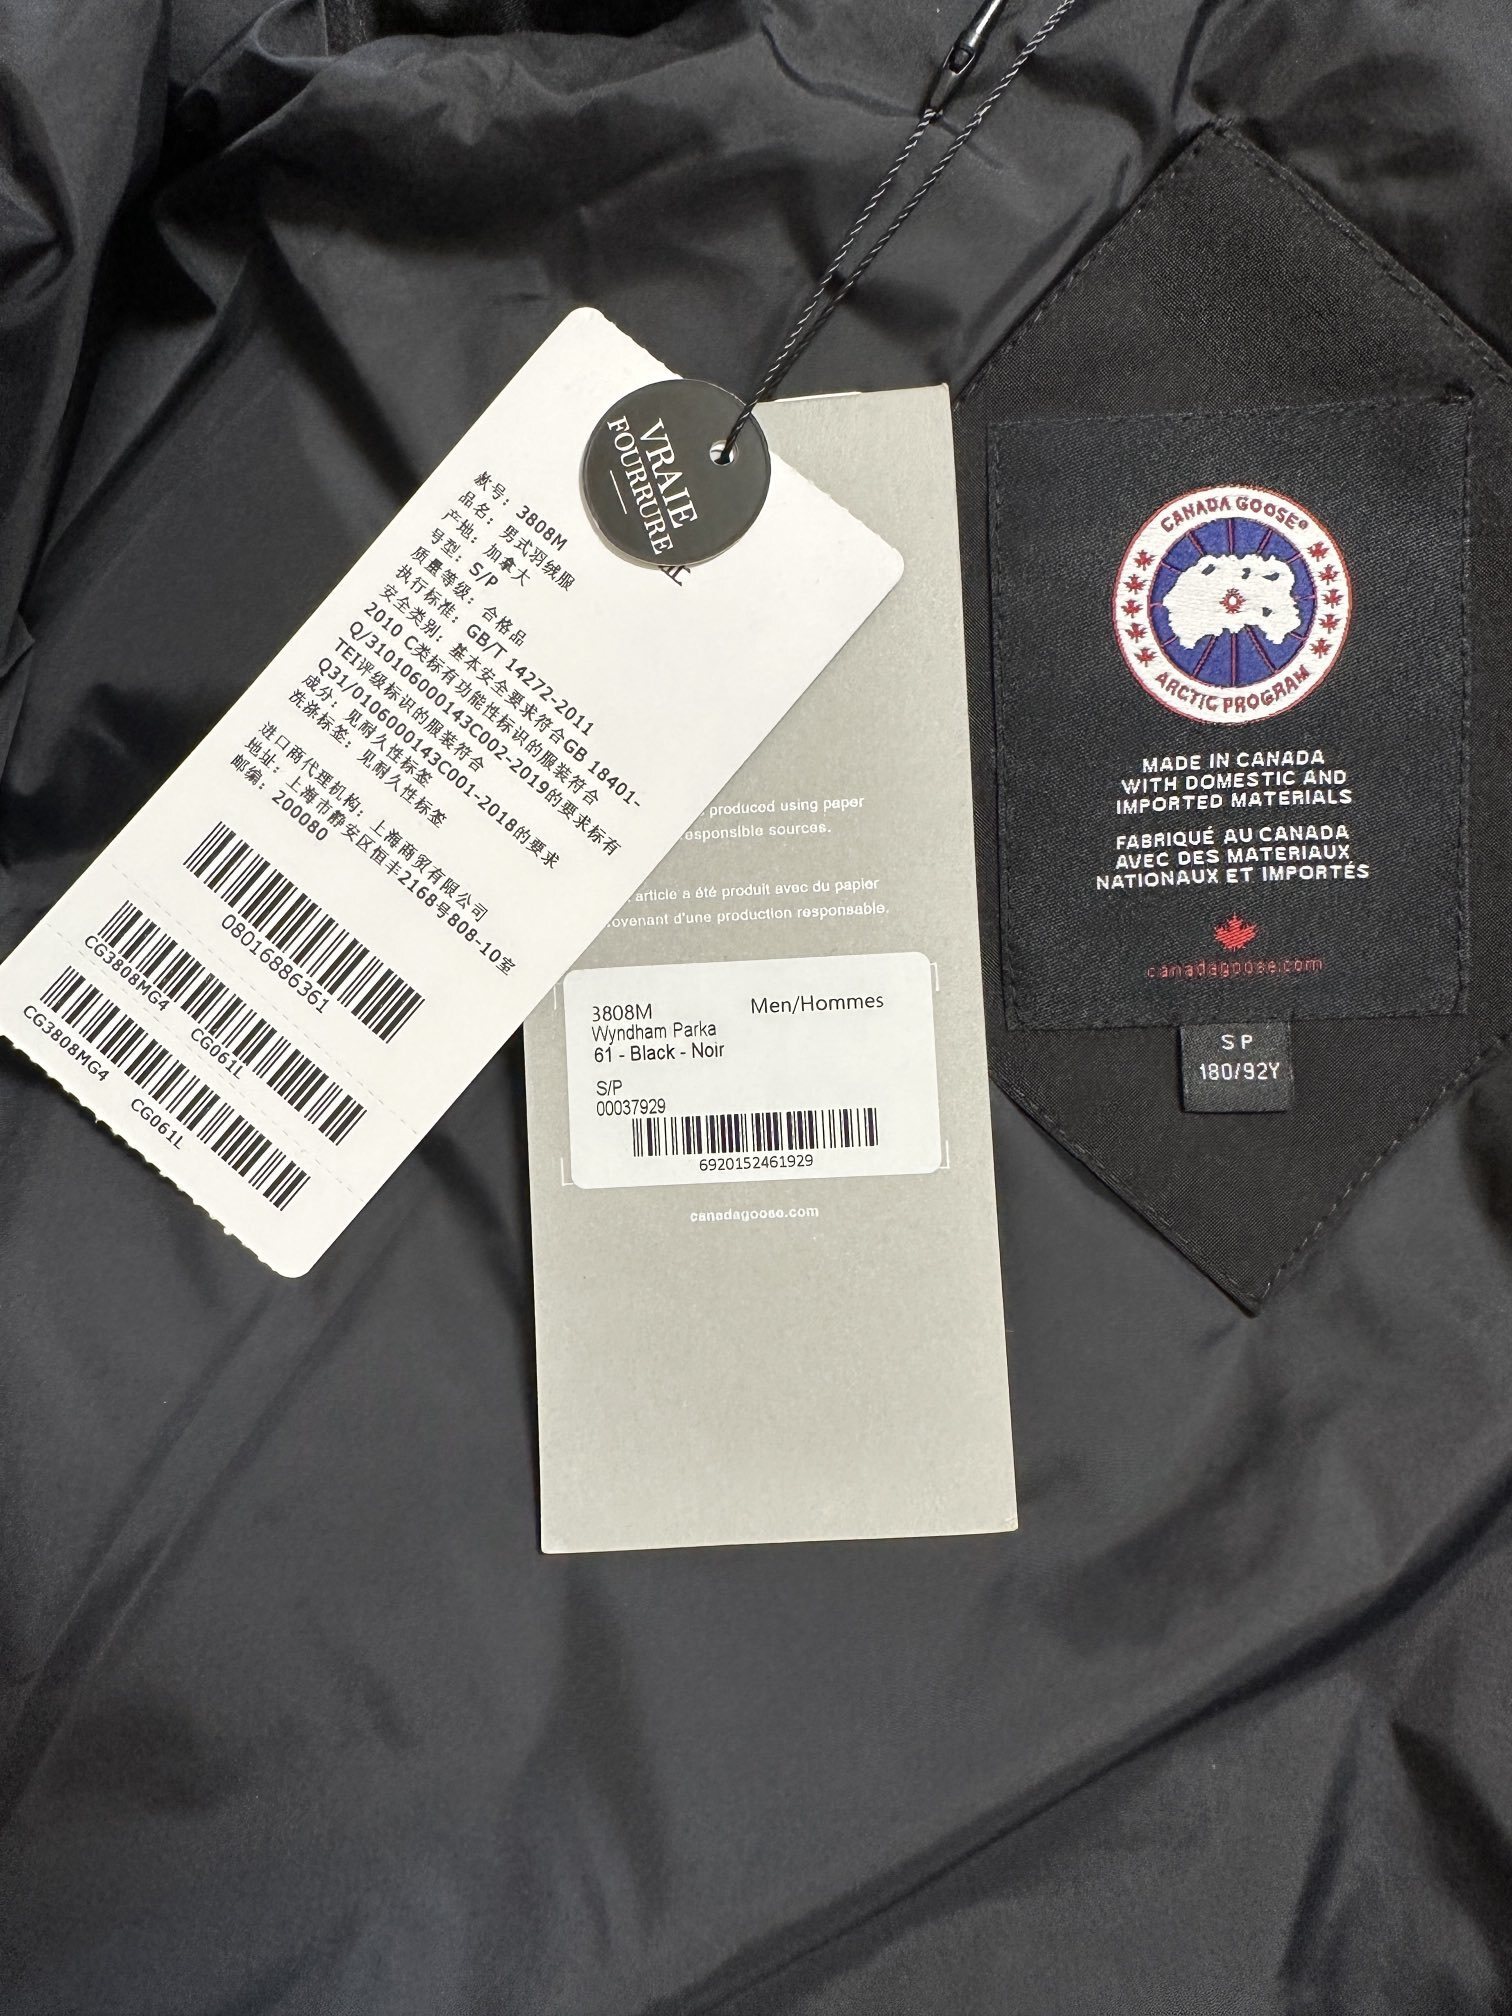 VRAIE
FOURRURE
款号：3808M
品名：男式羽绒服
产地：加拿大
号型：S/P
质量等级：合格品
执行标准：GB/T 14272-2011
安全类别：基本安全要求符合GB 18401-
2010 C类标有功能性标识的服装符合
Q/3101060000143C002-2019的要求标有
TEI评级标识的服装符合
Q31/0106000143C001-2018的要求
成分：见耐久性标签
洗涤标签：见耐久性标签
进口商代理机构：上海商贸有限公司
地址：上海市静安区恒丰2168号808-10室
邮编：200080
0801686361
CG3808MG4 CG061L
CG3808MG4 CG061L
produced using paper
responsible sources.
article a été produit avec du papier
ovenant d'une production responsable.
3808M Men/Hommes
Wyndham Parka
61 - Black - Noir
S/P
00037929
6920152461929
canadagoose.com
CANADA GOOSE®
ARCTIC PROGRAM
MADE IN CANADA
WITH DOMESTIC AND
IMPORTED MATERIALS
FABRIQUÉ AU CANADA
AVEC DES MATERIAUX
NATIONAUX ET IMPORTÉS
canadagoose.com
S P
180/92Y